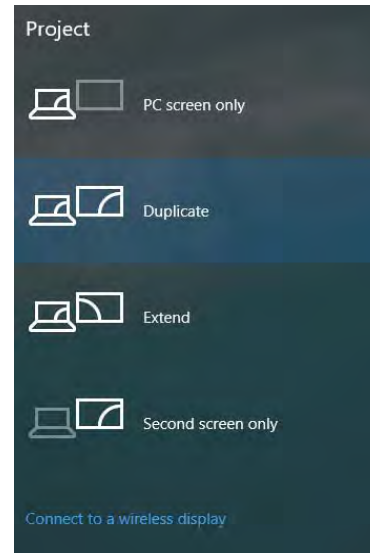 Project
PC screen only
Duplicate
Extend
Second screen only
Connect to a wireless display